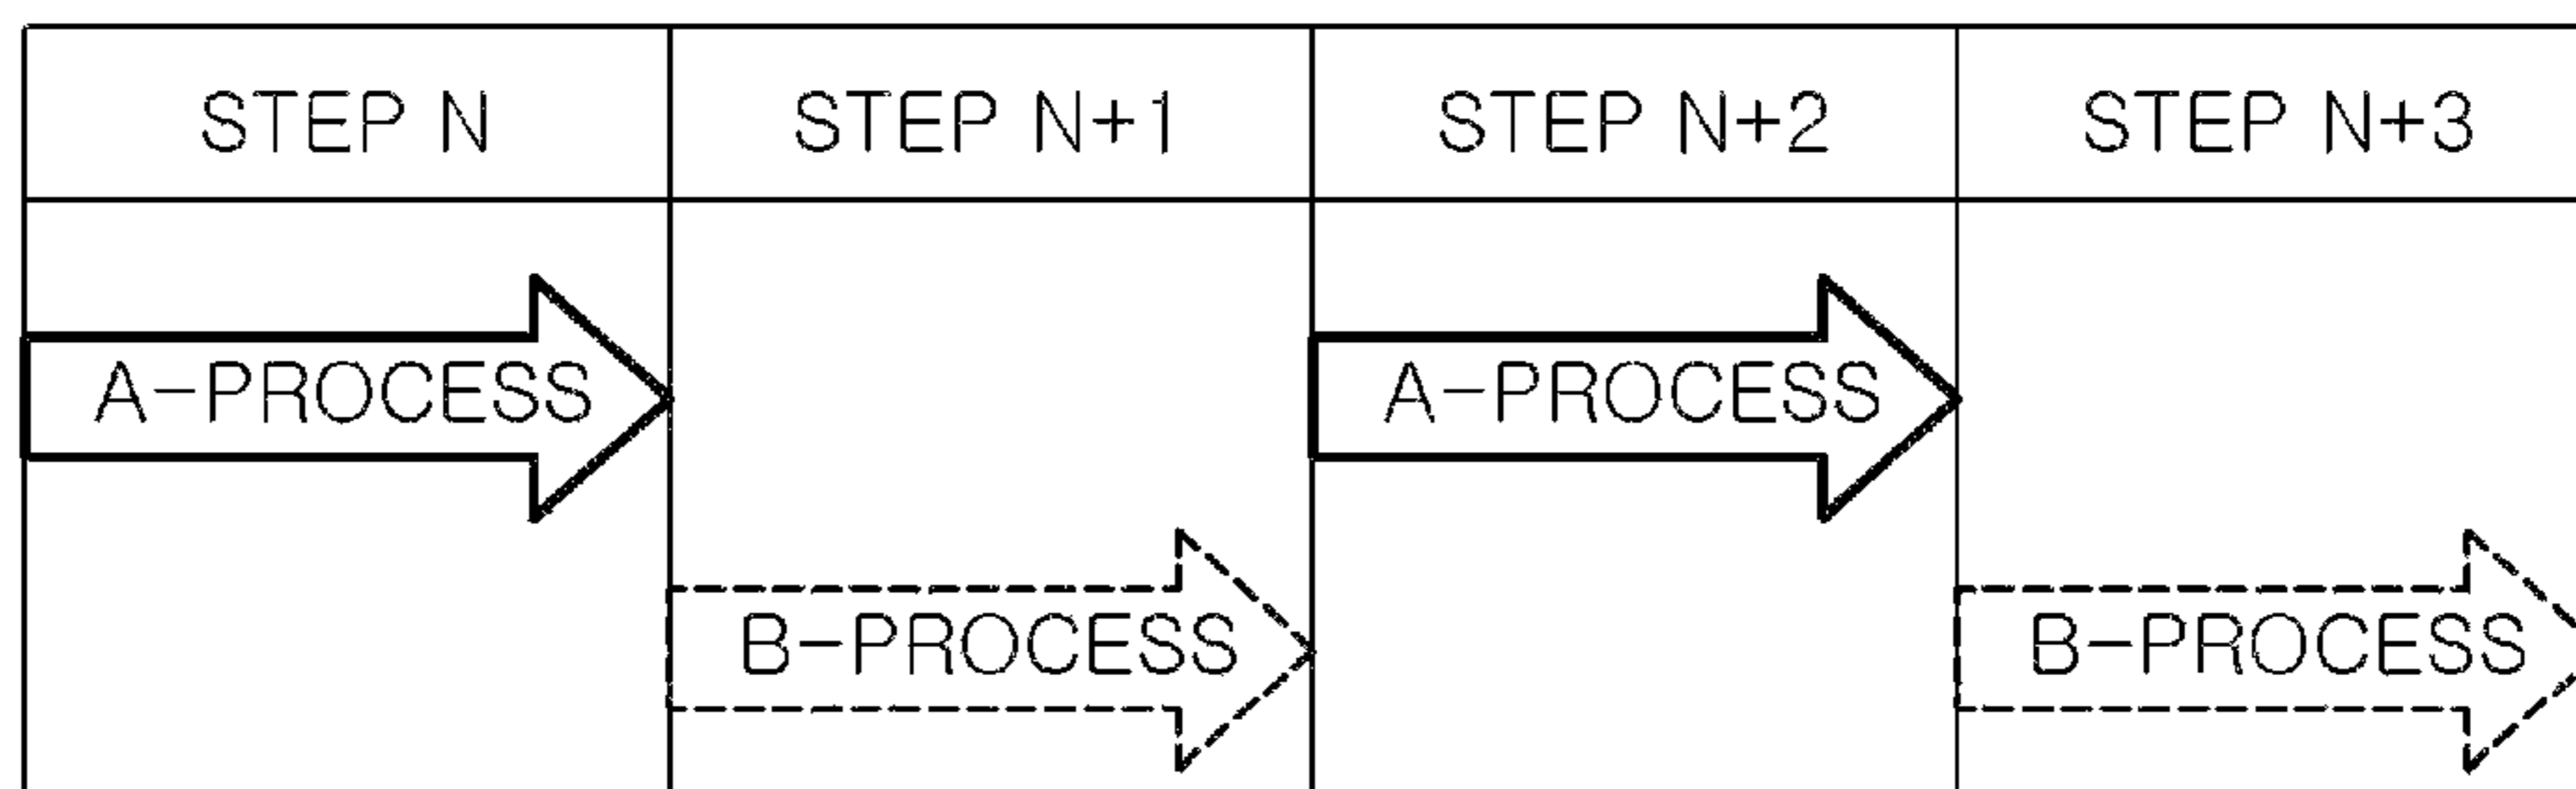 STEP N
STEP N+1
STEP N+2
STEP N+3
A-PROCESS
A-PROCESS
B-PROCESS
B-PROCESS